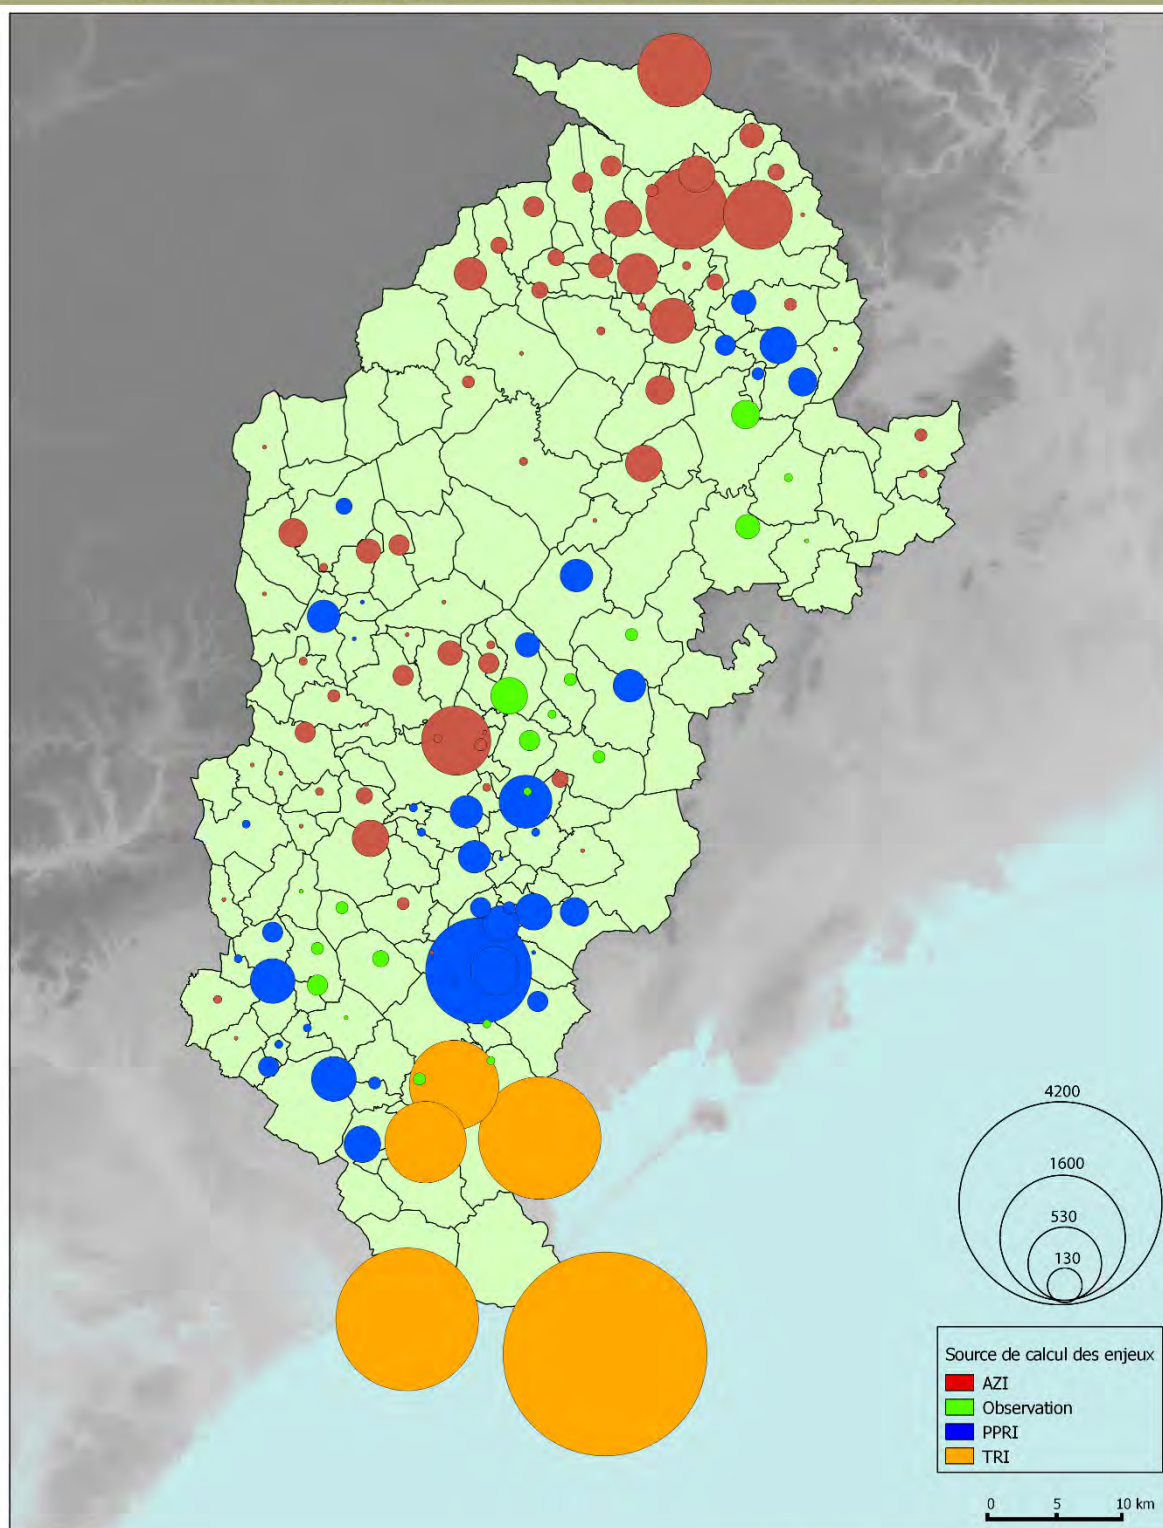 4200
1600
530
130
Source de calcul des enjeux
AZI
Observation
PPRI
TRI
0 5 10 km